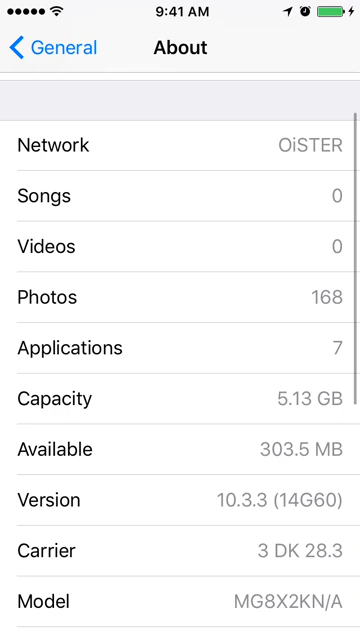 9:41 AM
General
About
Network OiSTER
Songs 0
Videos 0
Photos 168
Applications 7
Capacity 5.13 GB
Available 303.5 MB
Version 10.3.3 (14G60)
Carrier 3 DK 28.3
Model MG8X2KN/A